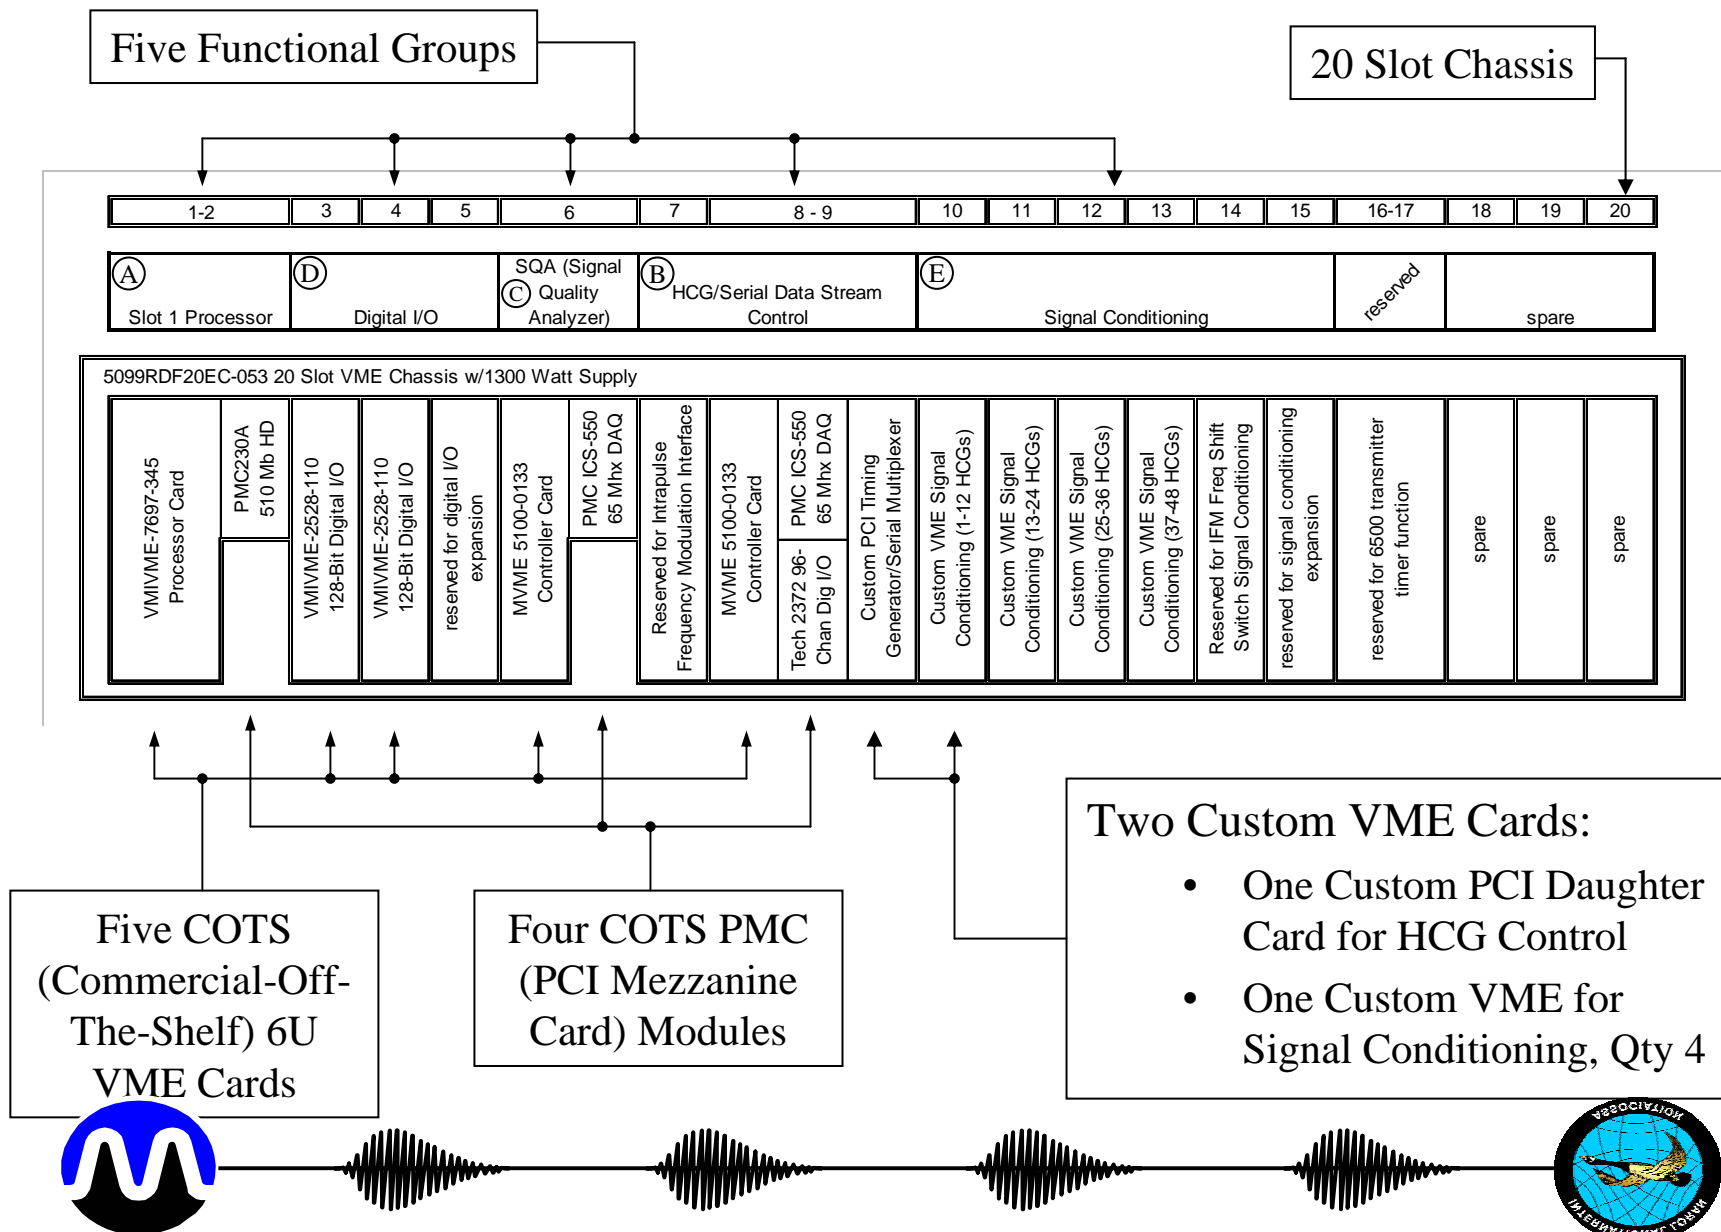 Five Functional Groups
20 Slot Chassis
1-2 3 4 5 6 7 8 - 9 10 11 12 13 14 15 16-17 18 19 20
A
Slot 1 Processor
D
Digital I/O
SQA (Signal
C Quality
Analyzer)
B
HCG/Serial Data Stream
Control
E
Signal Conditioning
reserved
spare
5099RDF20EC-053 20 Slot VME Chassis w/1300 Watt Supply
VMIVME-7697-345
Processor Card
PMC230A
510 Mb HD
VMIVME-2528-110
128-Bit Digital I/O
VMIVME-2528-110
128-Bit Digital I/O
reserved for digital I/O
expansion
MVME 5100-0133
Controller Card
PMC ICS-550
65 Mhx DAQ
Reserved for Intrapulse
Frequency Modulation Interface
MVME 5100-0133
Controller Card
PMC ICS-550
65 Mhx DAQ
Tech 2372 96-
Chan Dig I/O
Custom PCI Timing
Generator/Serial Multiplexer
Custom VME Signal
Conditioning (1-12 HCGs)
Custom VME Signal
Conditioning (13-24 HCGs)
Custom VME Signal
Conditioning (25-36 HCGs)
Custom VME Signal
Conditioning (37-48 HCGs)
Reserved for IFM Freq Shift
Switch Signal Conditioning
reserved for signal conditioning
expansion
reserved for 6500 transmitter
timer function
spare
spare
spare
Five COTS
(Commercial-Off-
The-Shelf) 6U
VME Cards
Four COTS PMC
(PCI Mezzanine
Card) Modules
Two Custom VME Cards:
• One Custom PCI Daughter
Card for HCG Control
• One Custom VME for
Signal Conditioning, Qty 4
ASSOCIATION
INTERNATIONAL LORAN